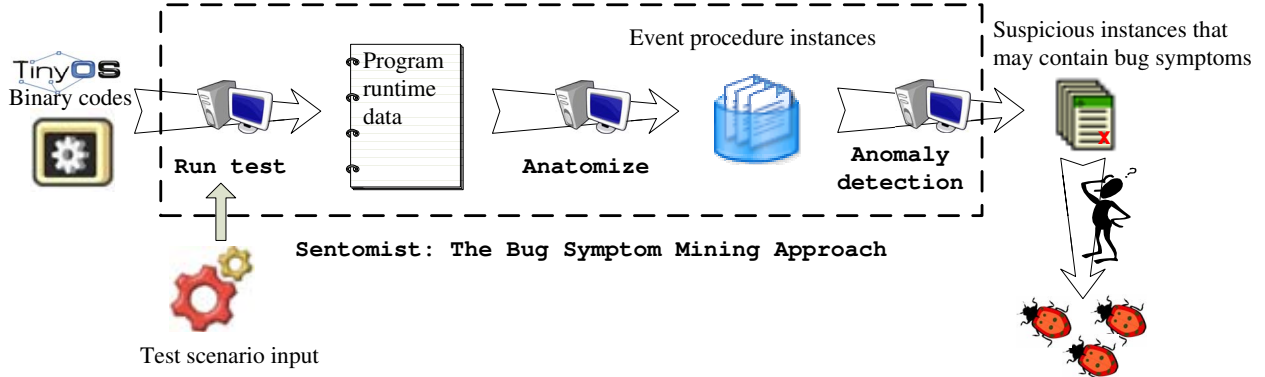 TinyOS
Binary codes
Run test
Program
runtime
data
Anatomize
Event procedure instances
Anomaly
detection
Suspicious instances that
may contain bug symptoms
x
?
Sentomist: The Bug Symptom Mining Approach
Test scenario input